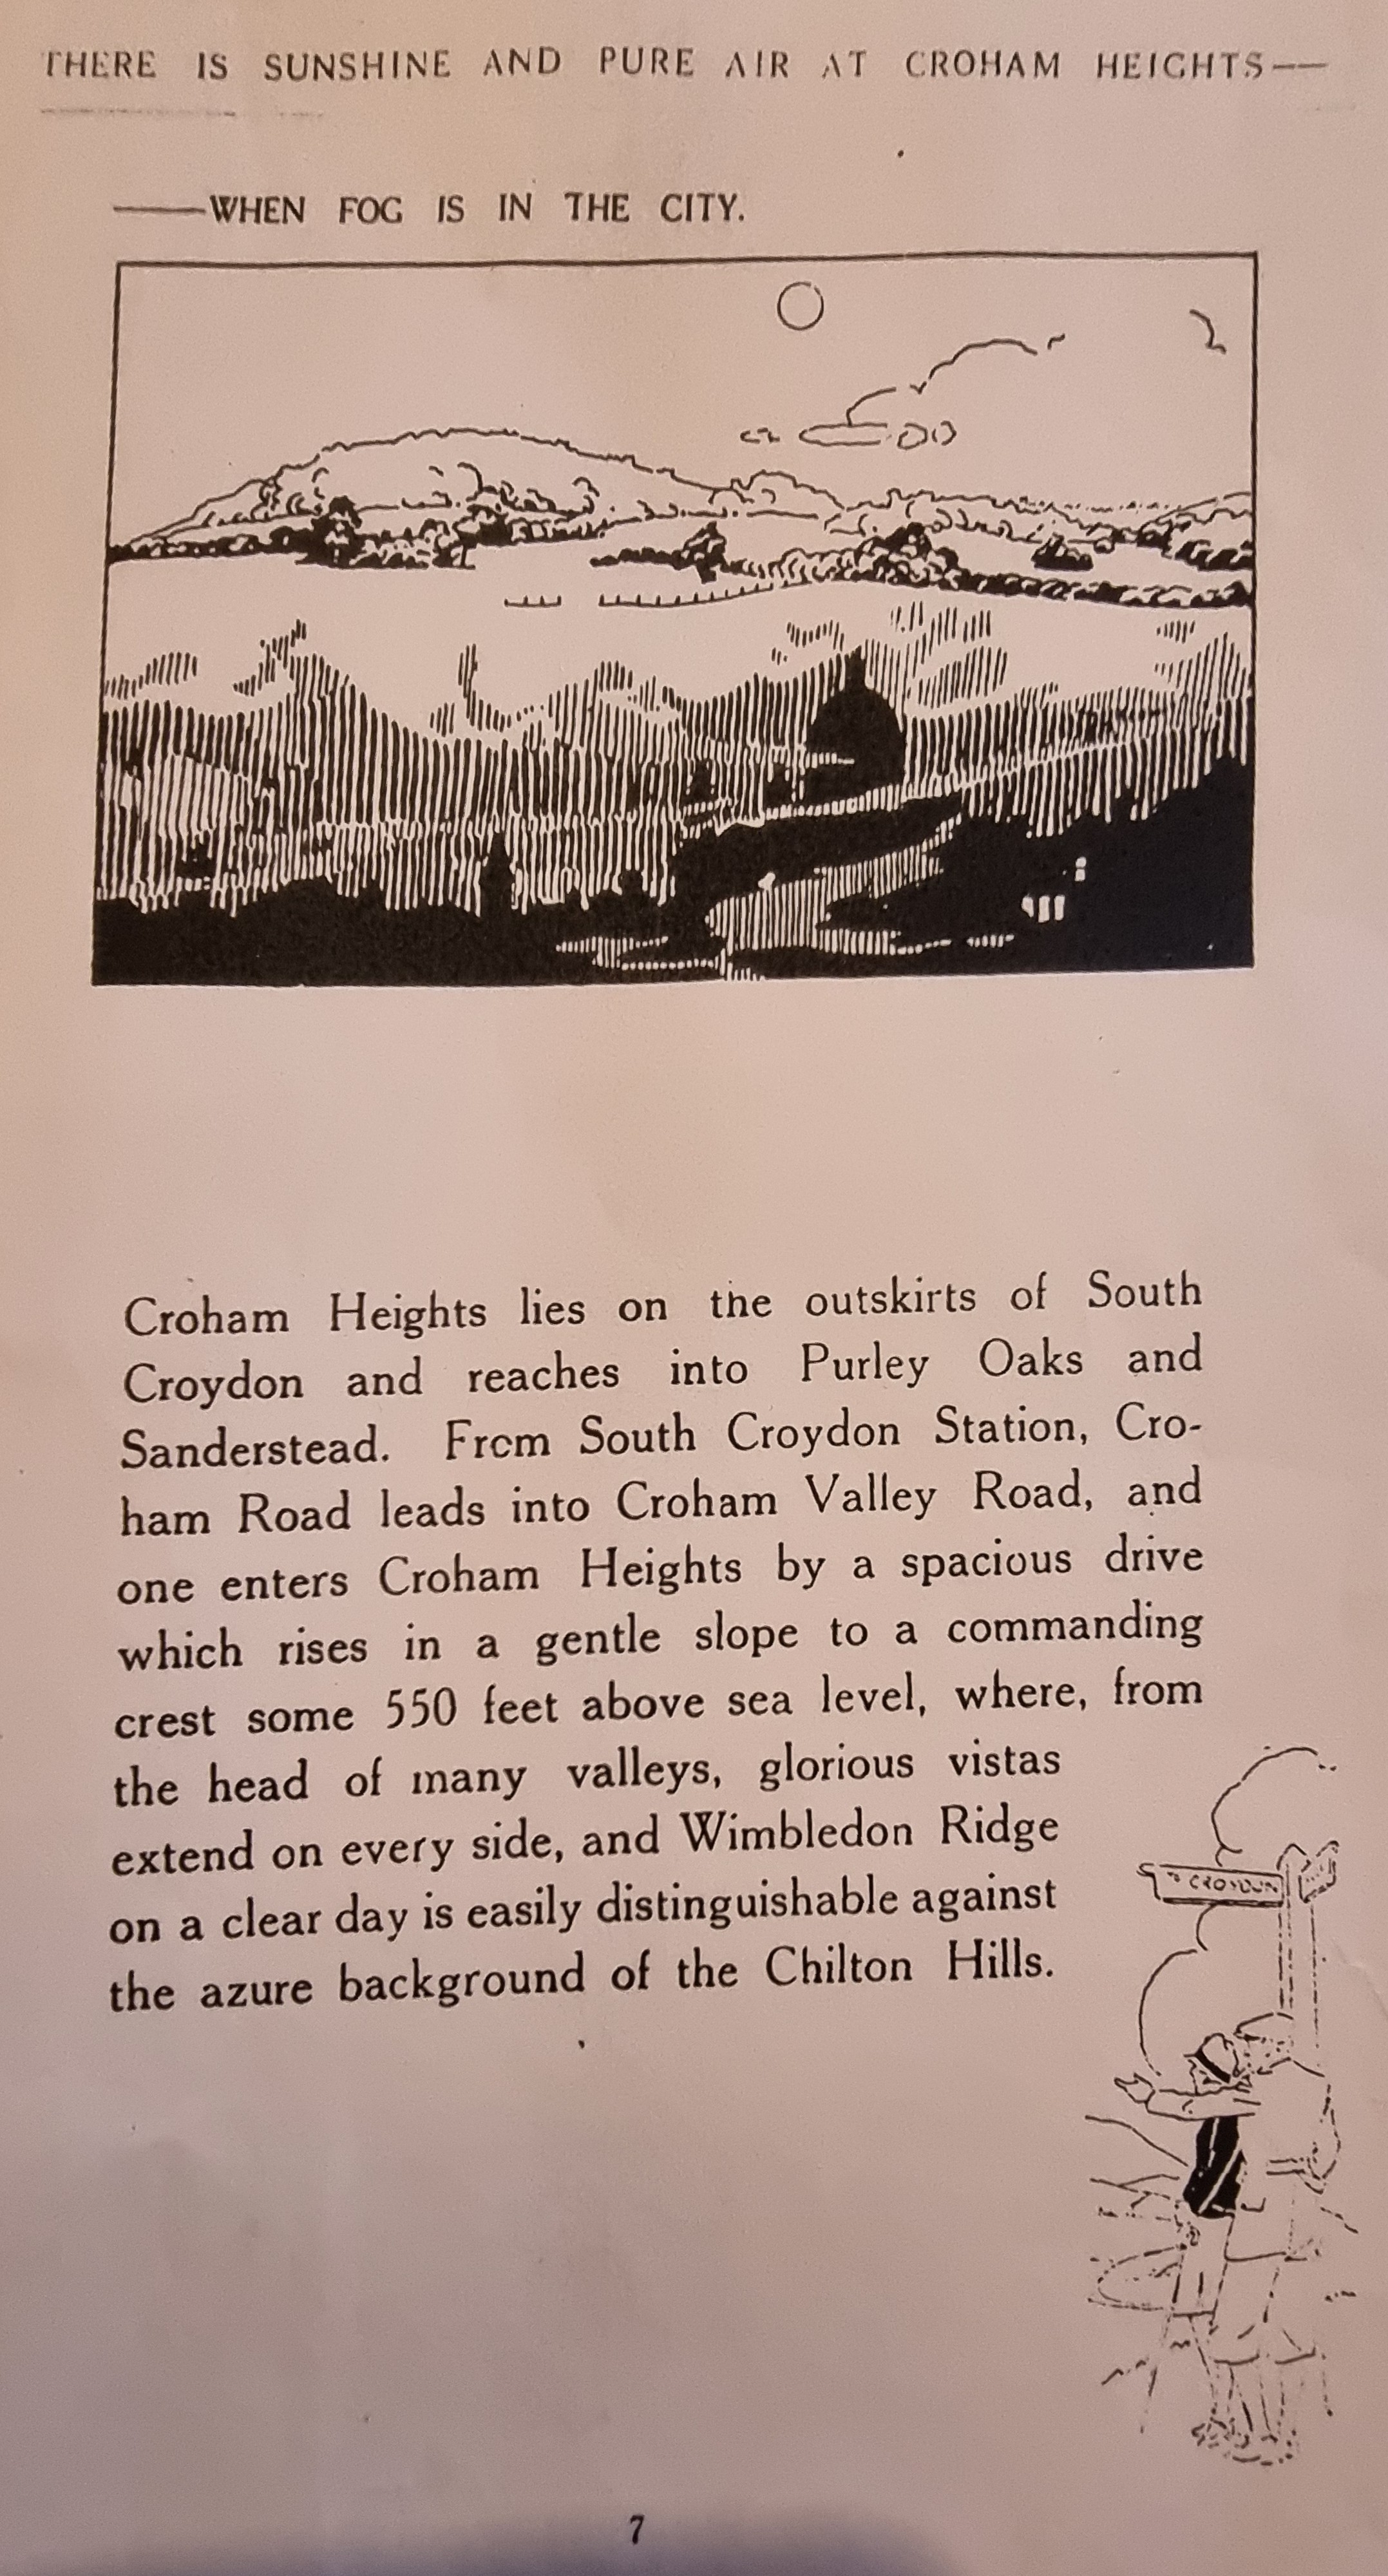 THERE IS SUNSHINE AND PURE AIR AT CROHAM HEIGHTS——
——WHEN FOG IS IN THE CITY.
Croham Heights lies on the outskirts of South
Croydon and reaches into Purley Oaks and
Sanderstead. From South Croydon Station, Cro-
ham Road leads into Croham Valley Road, and
one enters Croham Heights by a spacious drive
which rises in a gentle slope to a commanding
crest some 550 feet above sea level, where, from
the head of many valleys, glorious vistas
extend on every side, and Wimbledon Ridge
on a clear day is easily distinguishable against
the azure background of the Chilton Hills.
TO CROYDON
7